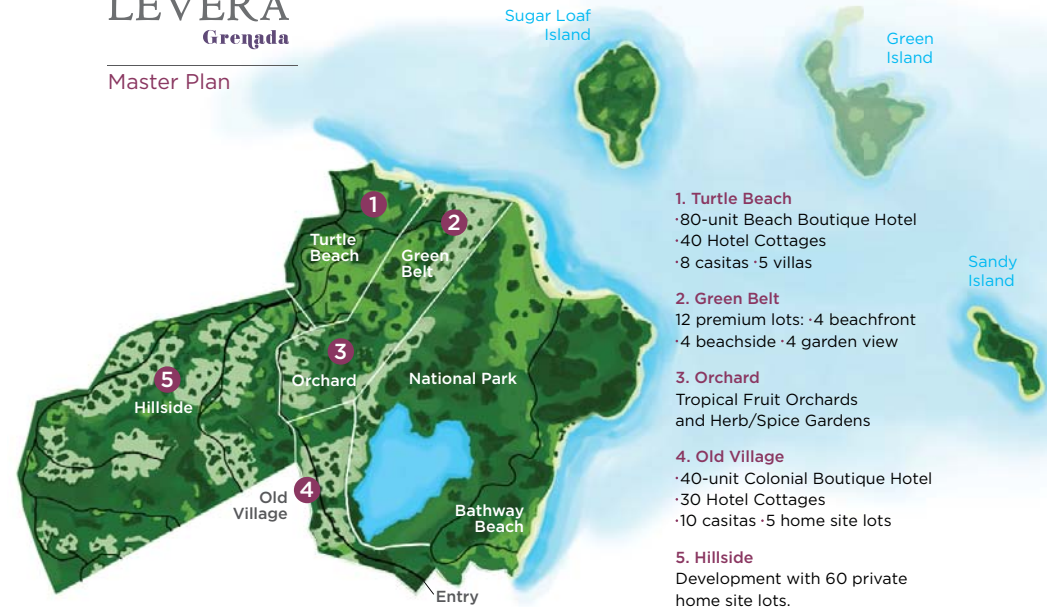 LEVERA
Grenada
Master Plan
Sugar Loaf
Island
Green
Island
Sandy
Island
1
Turtle
Beach
2
Green
Belt
3
Orchard
National Park
5
Hillside
4
Old
Village
Bathway
Beach
Entry
1. Turtle Beach
·80-unit Beach Boutique Hotel
·40 Hotel Cottages
·8 casitas ·5 villas
2. Green Belt
12 premium lots: ·4 beachfront
·4 beachside ·4 garden view
3. Orchard
Tropical Fruit Orchards
and Herb/Spice Gardens
4. Old Village
·40-unit Colonial Boutique Hotel
·30 Hotel Cottages
·10 casitas ·5 home site lots
5. Hillside
Development with 60 private
home site lots.